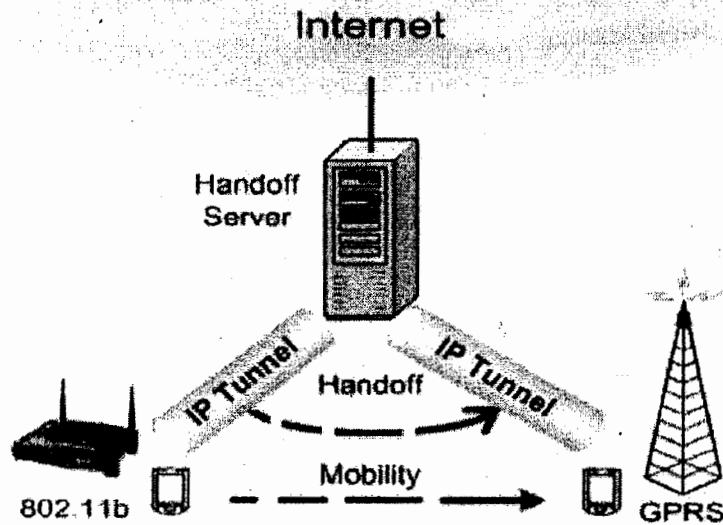 Internet
Handoff
Server
IP Tunnel
IP Tunnel
Handoff
Mobility
802.11b
GPRS